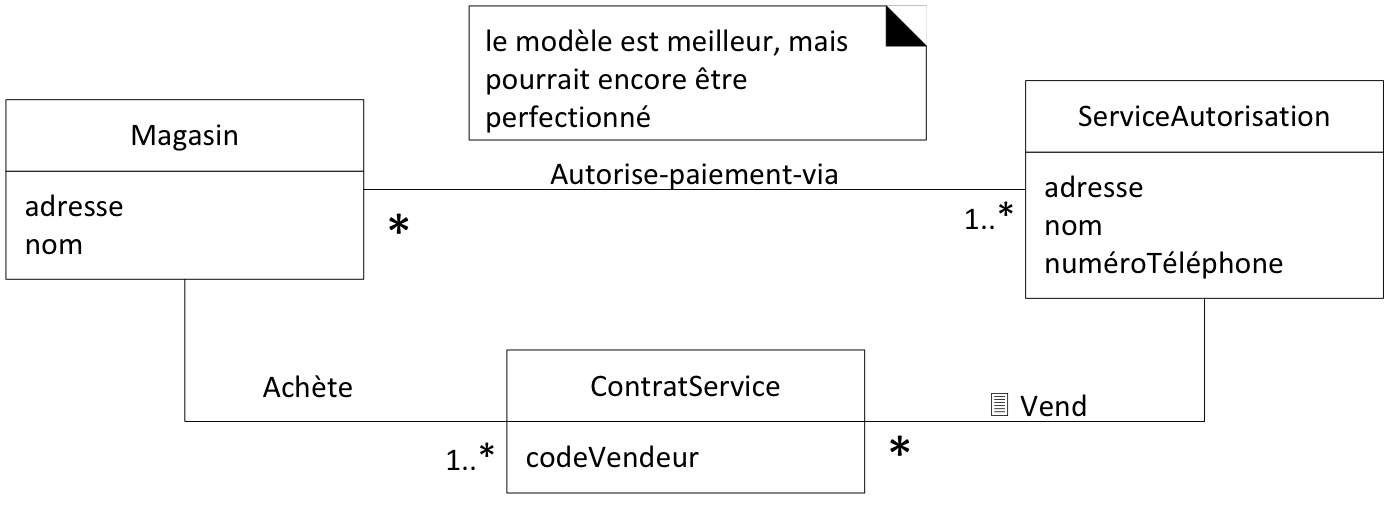 le modèle est meilleur, mais
pourrait encore être
perfectionné
Magasin
adresse
nom
Autorise-paiement-via
*
1..*
ServiceAutorisation
adresse
nom
numéroTéléphone
Achète
1..*
ContratService
codeVendeur
Vend
*